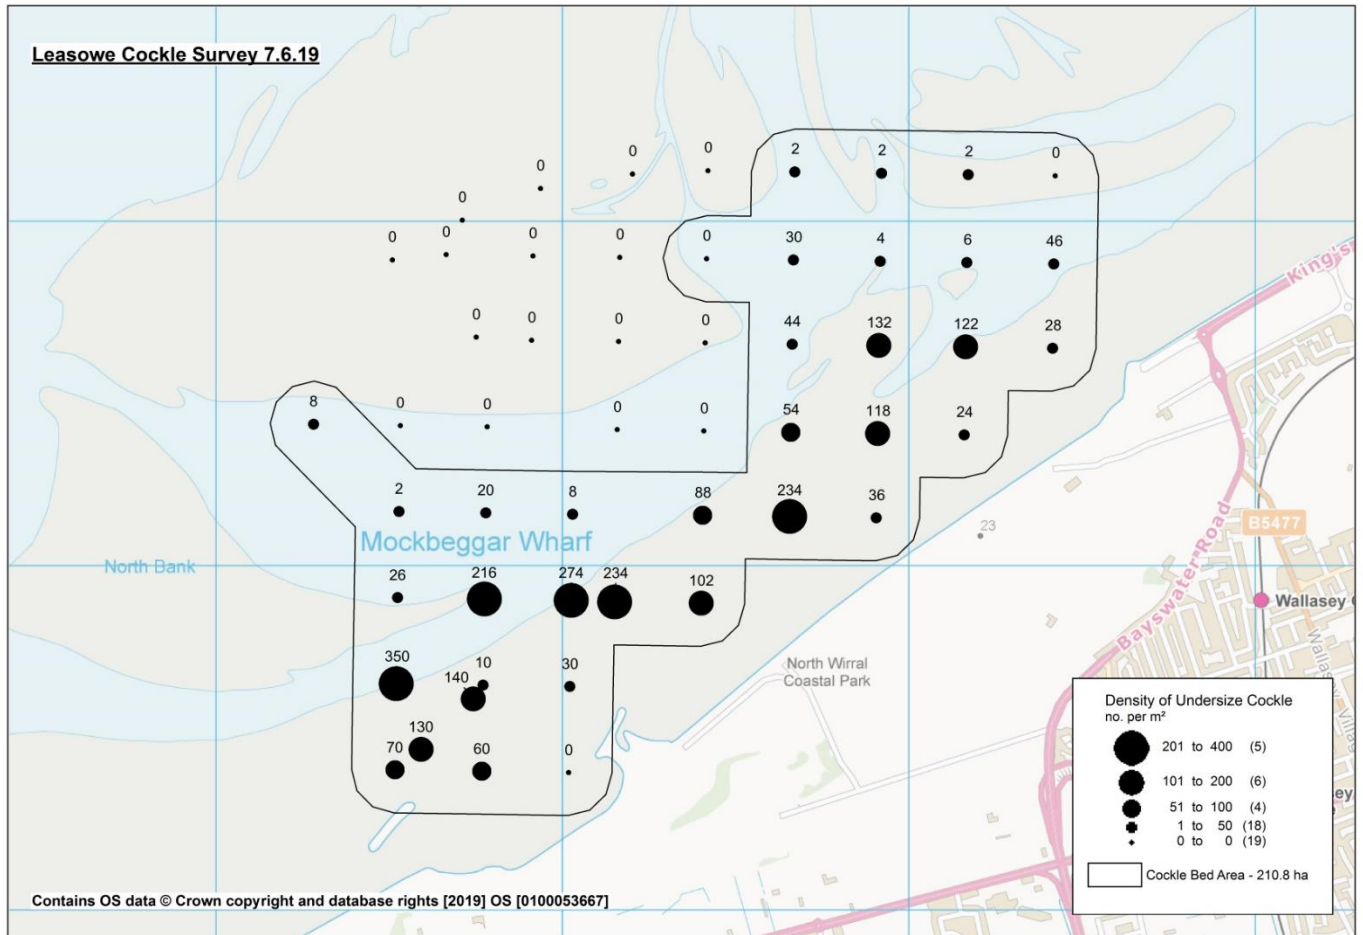 Leasowe Cockle Survey 7.6.19
0
0
0
2
2
2
0
0
0
0
0
0
0
30
4
6
46
King's
0
0
0
0
44
132
122
28
8
0
0
0
0
54
118
24
2
20
8
88
234
36
23
B5477
Mockbeggar Wharf
North Bank
26
216
274
234
102
Wallasey
Bayswater Road
Wallasey Villa
350
140
10
30
North Wirral
Coastal Park
130
70
60
0
Density of Undersize Cockle
no. per m²
201 to 400 (5)
101 to 200 (6)
51 to 100 (4)
1 to 50 (18)
0 to 0 (19)
Cockle Bed Area - 210.8 ha
sey
Contains OS data © Crown copyright and database rights [2019] OS [0100053667]